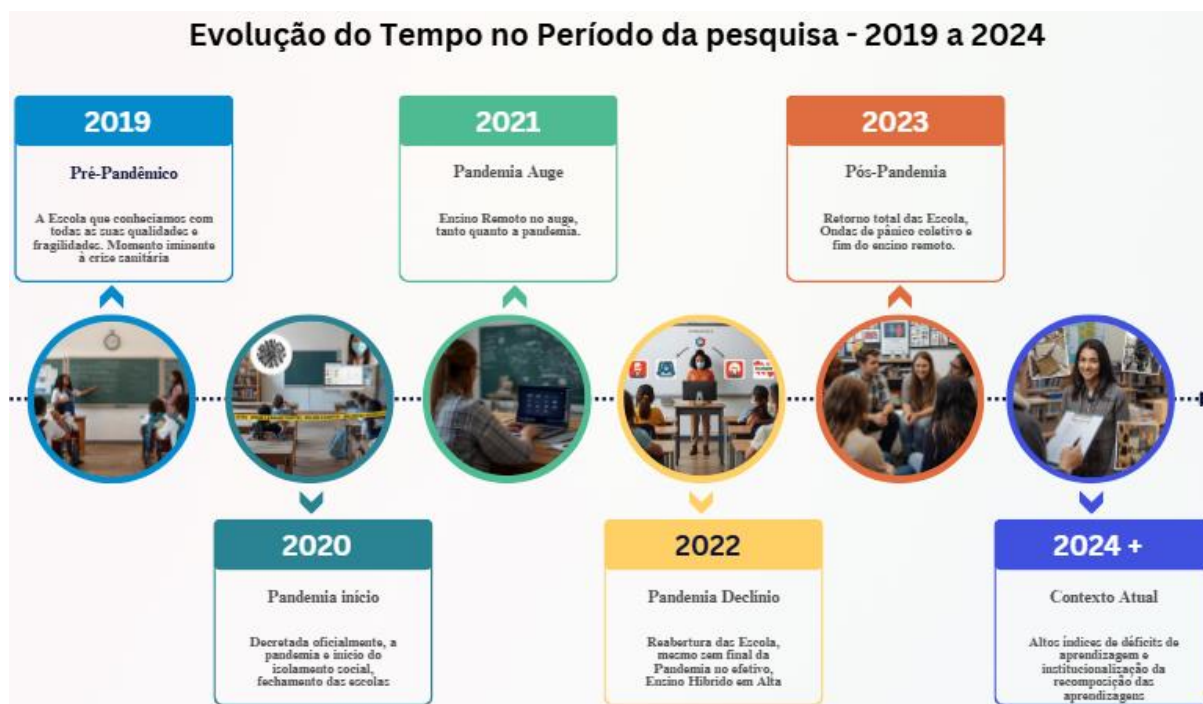 Evolução do Tempo no Período da pesquisa - 2019 a 2024
2019
Pré-Pandêmico
A Escola que conhecíamos com
todas as suas qualidades e
fragilidades. Momento iminente
à crise sanitária
2021
Pandemia Auge
Ensino Remoto no auge,
tanto quanto a pandemia.
2023
Pós-Pandemia
Retorno total das Escola,
Ondas de pânico coletivo e
fim do ensino remoto.
2020
Pandemia início
Decretada oficialmente, a
pandemia e início do
isolamento social,
fechamento das escolas
2022
Pandemia Declínio
Reabertura das Escola,
mesmo sem final da
Pandemia no efetivo,
Ensino Híbrido em Alta
2024 +
Contexto Atual
Altos índices de déficits de
aprendizagem e
institucionalização da
recomposição das
aprendizagens